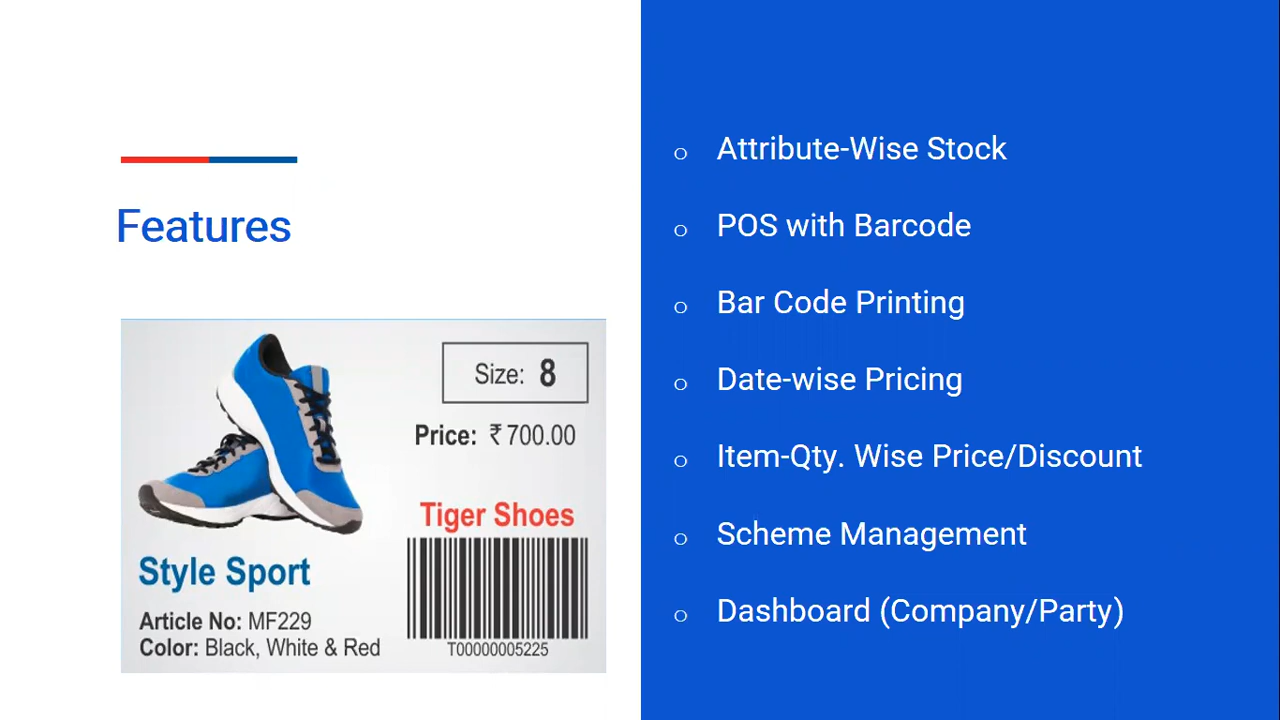 Features
Size: 8
Price: ₹700.00
Tiger Shoes
T00000005225
Style Sport
Article No: MF229
Color: Black, White & Red
Attribute-Wise Stock
POS with Barcode
Bar Code Printing
Date-wise Pricing
Item-Qty. Wise Price/Discount
Scheme Management
Dashboard (Company/Party)